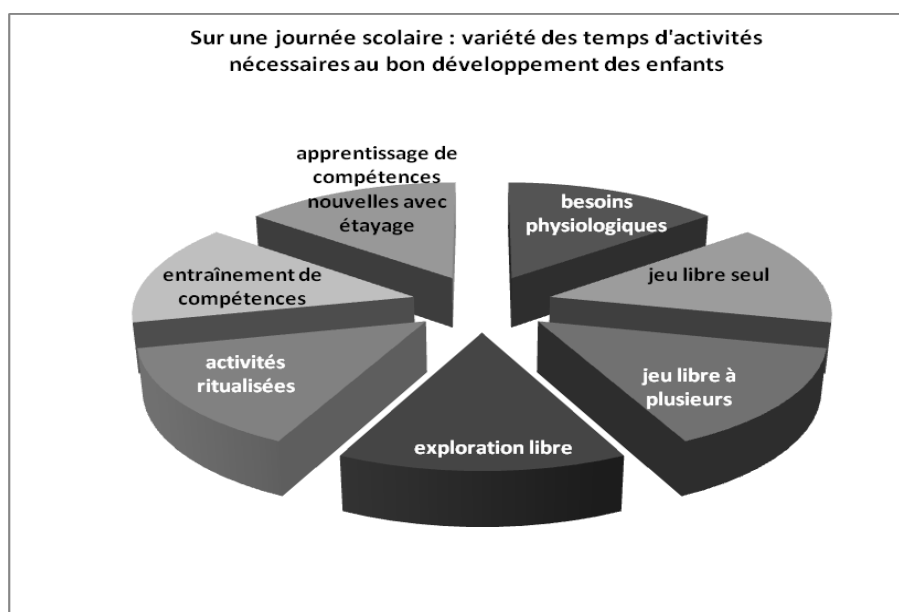 Sur une journée scolaire : variété des temps d'activités
nécessaires au bon développement des enfants
apprentissage de
compétences
nouvelles avec
étayage
besoins
physiologiques
entraînement de
compétences
jeu libre seul
activités
ritualisées
jeu libre à
plusieurs
exploration libre